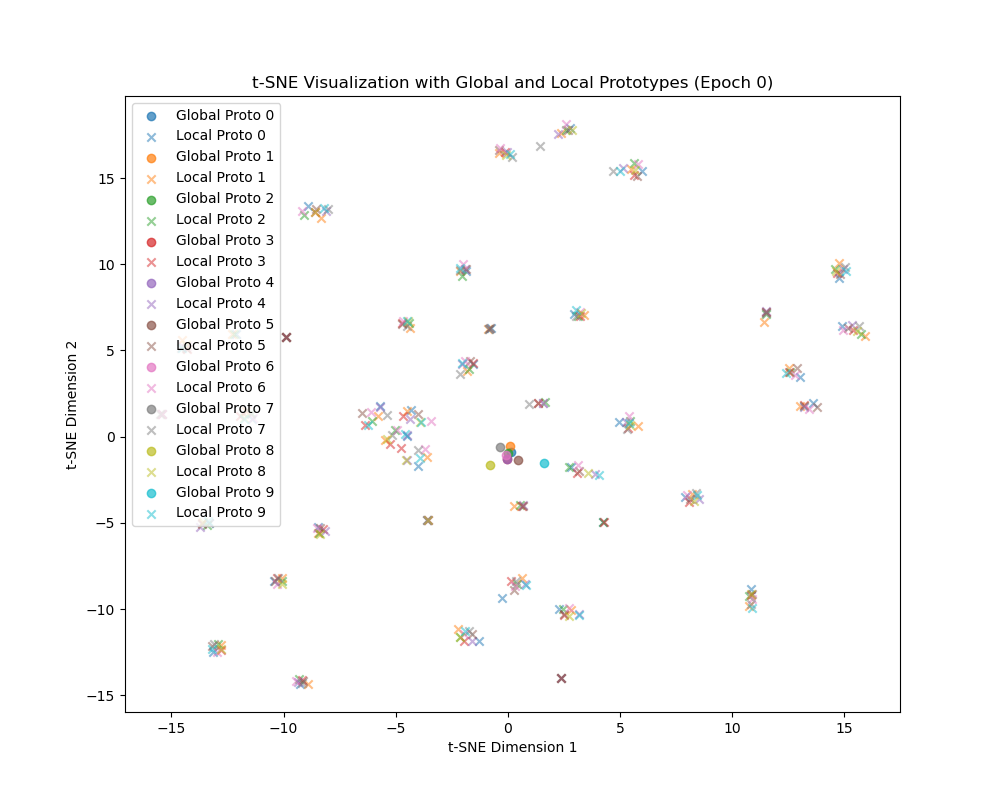 t-SNE Visualization with Global and Local Prototypes (Epoch 0)
Global Proto 0
Local Proto 0
Global Proto 1
Local Proto 1
Global Proto 2
Local Proto 2
Global Proto 3
Local Proto 3
Global Proto 4
Local Proto 4
Global Proto 5
Local Proto 5
Global Proto 6
Local Proto 6
Global Proto 7
Local Proto 7
Global Proto 8
Local Proto 8
Global Proto 9
Local Proto 9
t-SNE Dimension 2
15
10
5
0
−5
−10
−15
−15
−10
−5
0
5
10
15
t-SNE Dimension 1